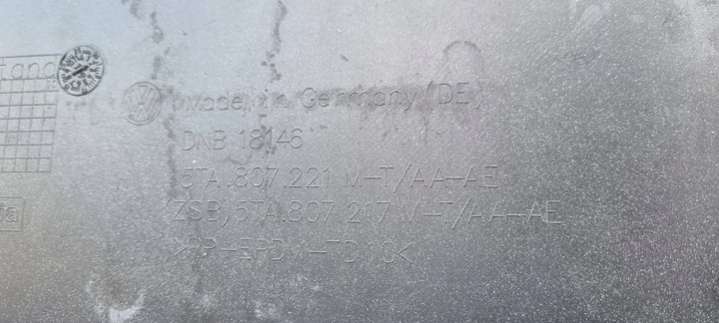 Made in Germany (DE)
DNB 18146
5TA.807.221 M-T/AA-AE
ZSB,5TA.807.217 M-T/AA-AE
>PP-EPDM-TD10<